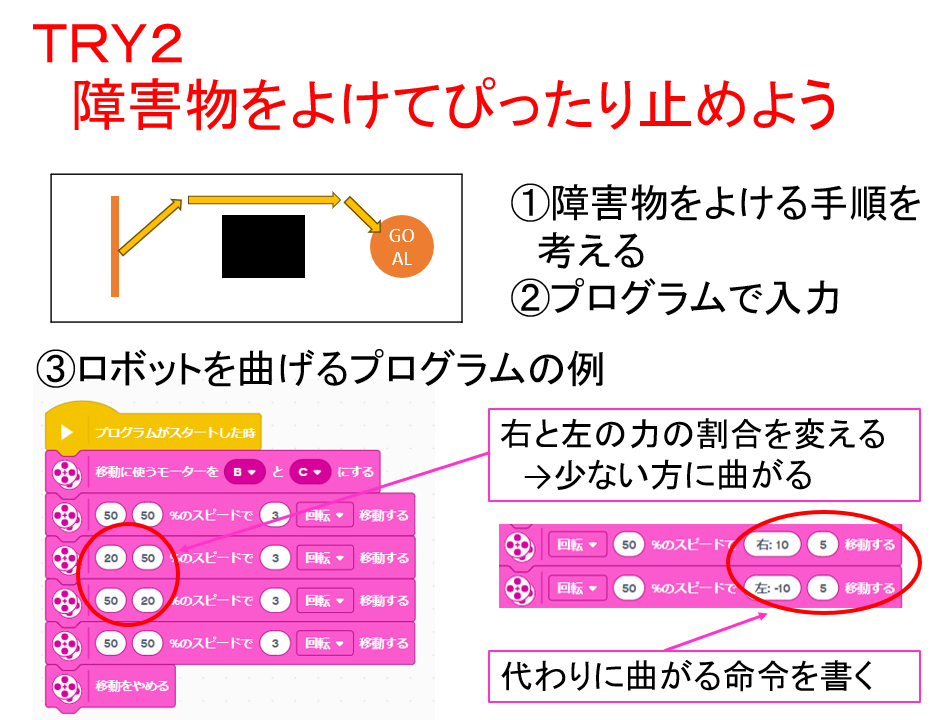 TRY2
障害物をよけてぴったり止めよう
GO
AL
①障害物をよける手順を
考える
②プログラムで入力
③ロボットを曲げるプログラムの例
プログラムがスタートした時
移動に使うモーターを B と C にする
50 50 %のスピードで 3 回転 移動する
20 50 %のスピードで 3 回転 移動する
50 20 %のスピードで 3 回転 移動する
50 50 %のスピードで 3 回転 移動する
移動をやめる
右と左の力の割合を変える
→少ない方に曲がる
回転 50 %のスピードで 右: 10 5 移動する
回転 50 %のスピードで 左: -10 5 移動する
代わりに曲がる命令を書く